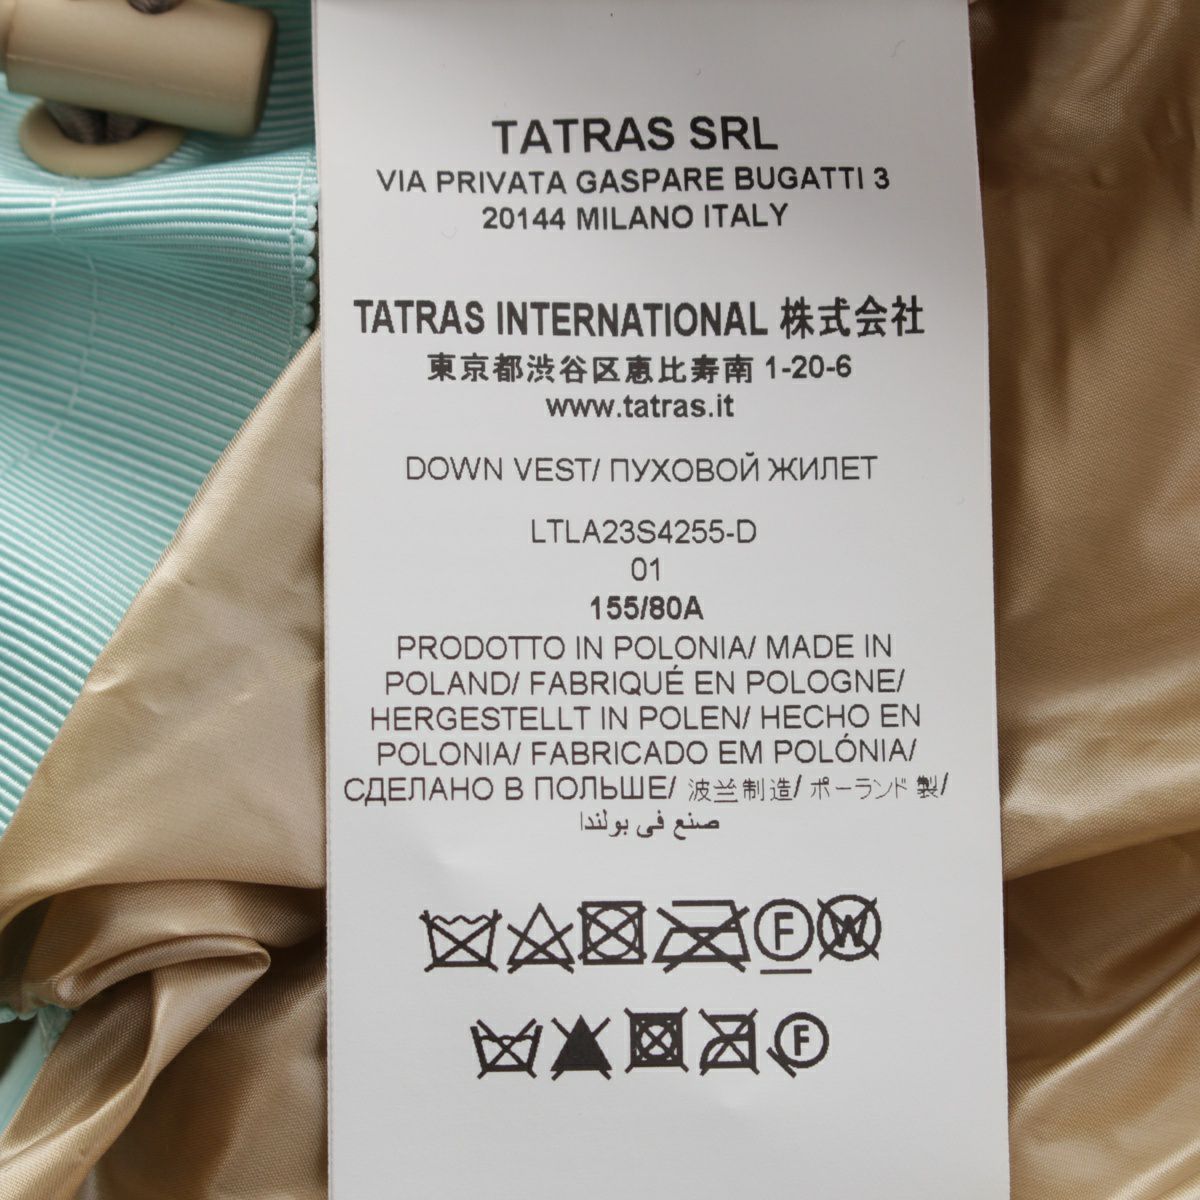 TATRAS SRL
VIA PRIVATA GASPARE BUGATTI 3
20144 MILANO ITALY
TATRAS INTERNATIONAL 株式会社
東京都渋谷区恵比寿南 1-20-6
www.tatras.it
DOWN VEST/ ПУХОВОЙ ЖИЛЕТ
LTLA23S4255-D
01
155/80A
PRODOTTO IN POLONIA/ MADE IN
POLAND/ FABRIQUÉ EN POLOGNE/
HERGESTELLT IN POLEN/ HECHO EN
POLONIA/ FABRICADO EM POLÓNIA/
СДЕЛАНО В ПОЛЬШЕ/ 波兰制造/ ポーランド製/
صنع في بولندا
F W
F